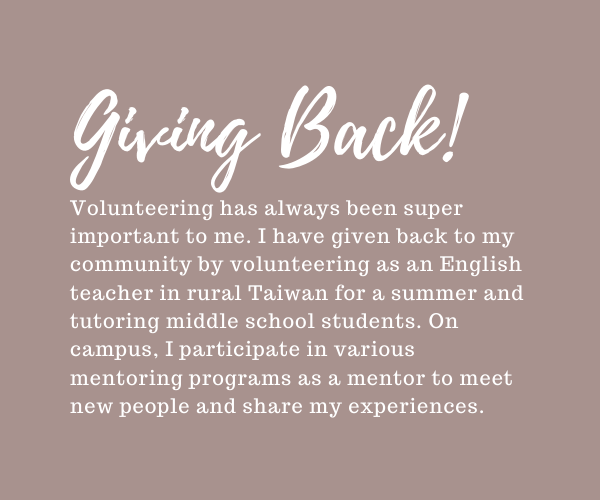 Giving Back!
Volunteering has always been super
important to me. I have given back to my
community by volunteering as an English
teacher in rural Taiwan for a summer and
tutoring middle school students. On
campus, I participate in various
mentoring programs as a mentor to meet
new people and share my experiences.